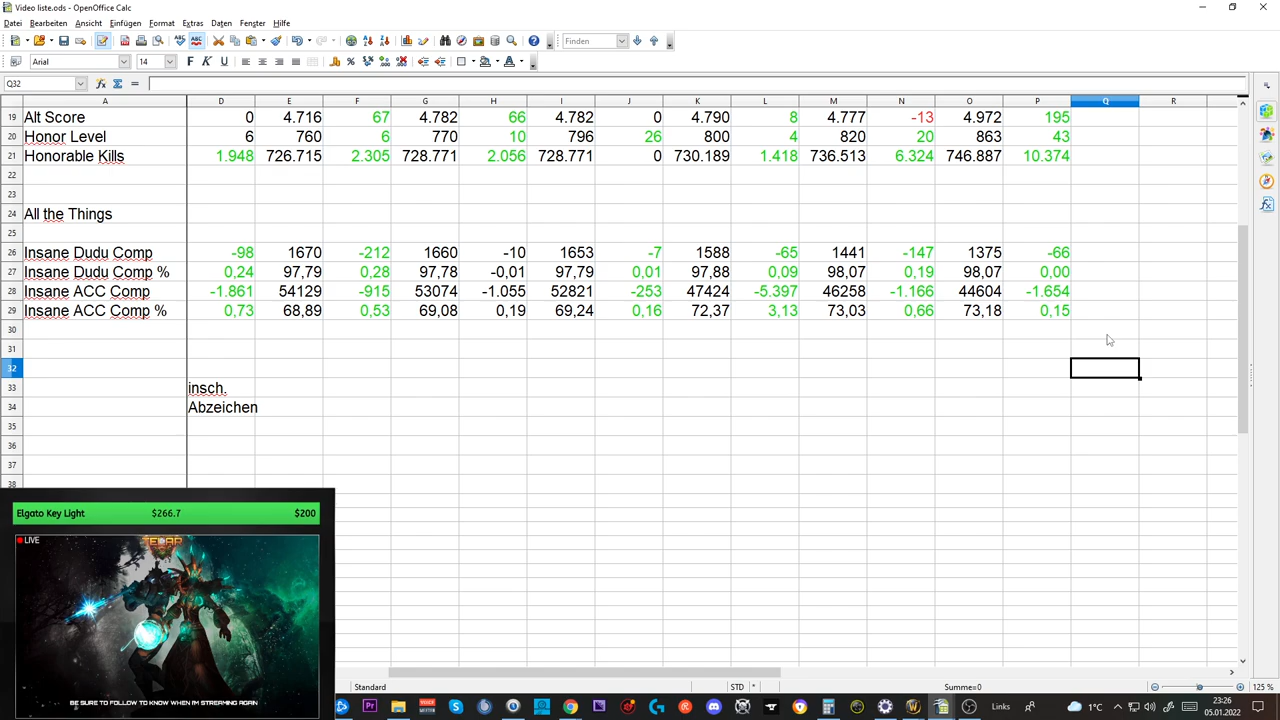 Video liste.ods - OpenOffice Calc
Datei Bearbeiten Ansicht Einfügen Format Extras Daten Fenster Hilfe
Finden
Arial 14
Q32
A D E F G H I J K L M N O P Q R
19 Alt Score 0 4.716 67 4.782 66 4.782 0 4.790 8 4.777 -13 4.972 195
20 Honor Level 6 760 6 770 10 796 26 800 4 820 20 863 43
21 Honorable Kills 1.948 726.715 2.305 728.771 2.056 728.771 0 730.189 1.418 736.513 6.324 746.887 10.374
22
23
24 All the Things
25
26 Insane Dudu Comp -98 1670 -212 1660 -10 1653 -7 1588 -65 1441 -147 1375 -66
27 Insane Dudu Comp % 0,24 97,79 0,28 97,78 -0,01 97,79 0,01 97,88 0,09 98,07 0,19 98,07 0,00
28 Insane ACC Comp -1.861 54129 -915 53074 -1.055 52821 -253 47424 -5.397 46258 -1.166 44604 -1.654
29 Insane ACC Comp % 0,73 68,89 0,53 69,08 0,19 69,24 0,16 72,37 3,13 73,03 0,66 73,18 0,15
30
31
32
33 insch.
34 Abzeichen
35
36
37
38
Elgato Key Light $266.7 $200
LIVE
BE SURE TO FOLLOW TO KNOW WHEN I'M STREAMING AGAIN
Standard STD * Summe=0 125 %
Links 1°C 23:26
05.01.2022